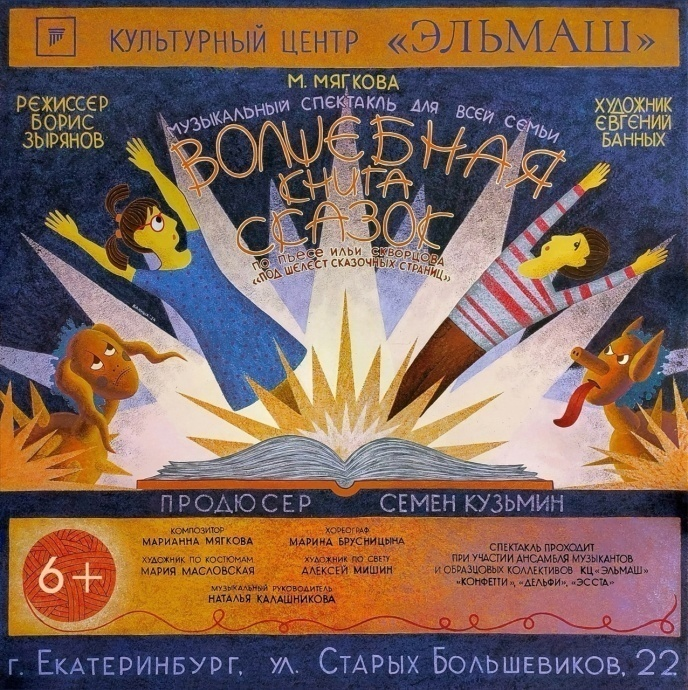 КУЛЬТУРНЫЙ ЦЕНТР «ЭЛЬМАШ»
М. МЯГКОВА
МУЗЫКАЛЬНЫЙ СПЕКТАКЛЬ ДЛЯ ВСЕЙ СЕМЬИ
РЕЖИССЕР
БОРИС
ЗЫРЯНОВ
ХУДОЖНИК
ЕВГЕНИЙ
БАННЫХ
ВОЛШЕБНАЯ
КНИГА
СКАЗОК
ПО ПЬЕСЕ ИЛЬИ СКВОРЦОВА
«ПОД ШЕЛЕСТ СКАЗОЧНЫХ СТРАНИЦ»
ПРОДЮСЕР СЕМЕН КУЗЬМИН
6+
КОМПОЗИТОР
МАРИАННА МЯГКОВА
ХОРЕОГРАФ
МАРИНА БРУСНИЦЫНА
ХУДОЖНИК ПО КОСТЮМАМ
МАРИЯ МАСЛОВСКАЯ
ХУДОЖНИК ПО СВЕТУ
АЛЕКСЕЙ МИШИН
МУЗЫКАЛЬНЫЙ РУКОВОДИТЕЛЬ
НАТАЛЬЯ КАЛАШНИКОВА
СПЕКТАКЛЬ ПРОХОДИТ
ПРИ УЧАСТИИ АНСАМБЛЯ МУЗЫКАНТОВ
И ОБРАЗЦОВЫХ КОЛЛЕКТИВОВ КЦ «ЭЛЬМАШ»
«КОНФЕТТИ», «ДЕЛЬФИ», «ЭССТА»
г. ЕКАТЕРИНБУРГ, ул. СТАРЫХ БОЛЬШЕВИКОВ, 22